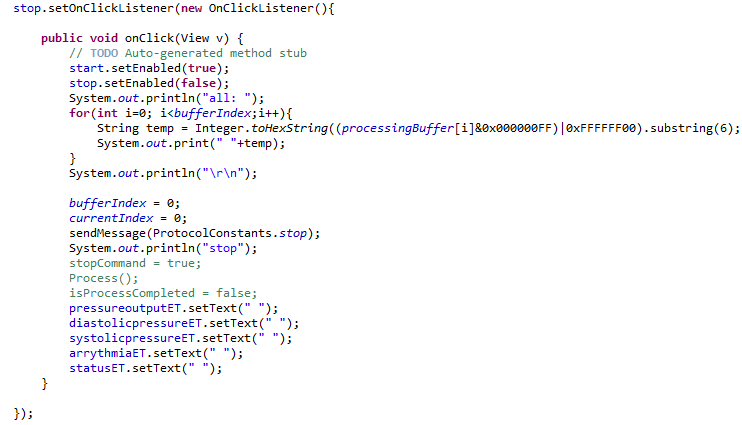 stop.setOnClickListener(new OnClickListener(){

    public void onClick(View v) {
        // TODO Auto-generated method stub
        start.setEnabled(true);
        stop.setEnabled(false);
        System.out.println("all: ");
        for(int i=0; i<bufferIndex;i++){
            String temp = Integer.toHexString((processingBuffer[i]&0x000000FF)|0xFFFFFF00).substring(6);
            System.out.print(" "+temp);
        }
        System.out.println("\r\n");

        bufferIndex = 0;
        currentIndex = 0;
        sendMessage(ProtocolConstants.stop);
        System.out.println("stop");
        stopCommand = true;
        Process();
        isProcessCompleted = false;
        pressureoutputET.setText(" ");
        diastolicpressureET.setText(" ");
        systolicpressureET.setText(" ");
        arrythmiaET.setText(" ");
        statusET.setText(" ");
    }

});